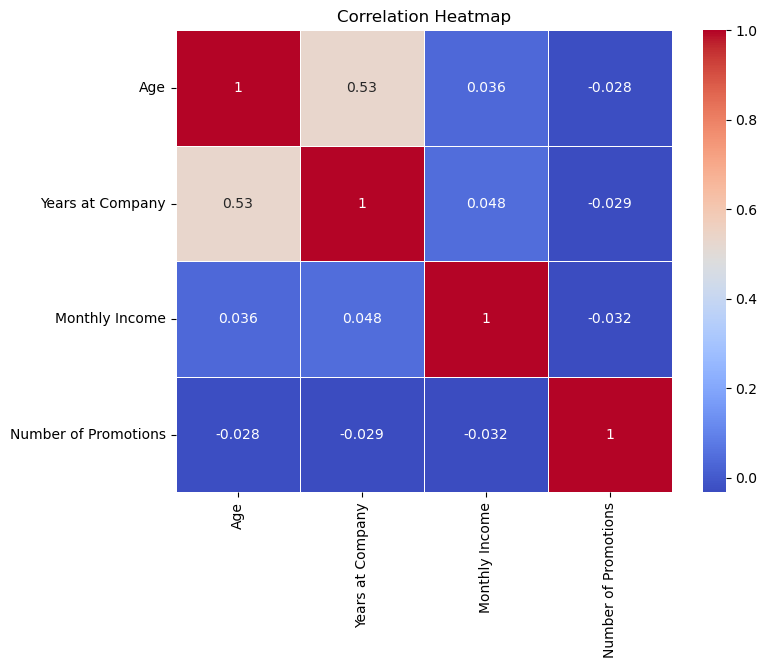 Correlation Heatmap
Age
1
0.53
0.036
-0.028
Years at Company
0.53
1
0.048
-0.029
Monthly Income
0.036
0.048
1
-0.032
Number of Promotions
-0.028
-0.029
-0.032
1
Age
Years at Company
Monthly Income
Number of Promotions
1.0
0.8
0.6
0.4
0.2
0.0